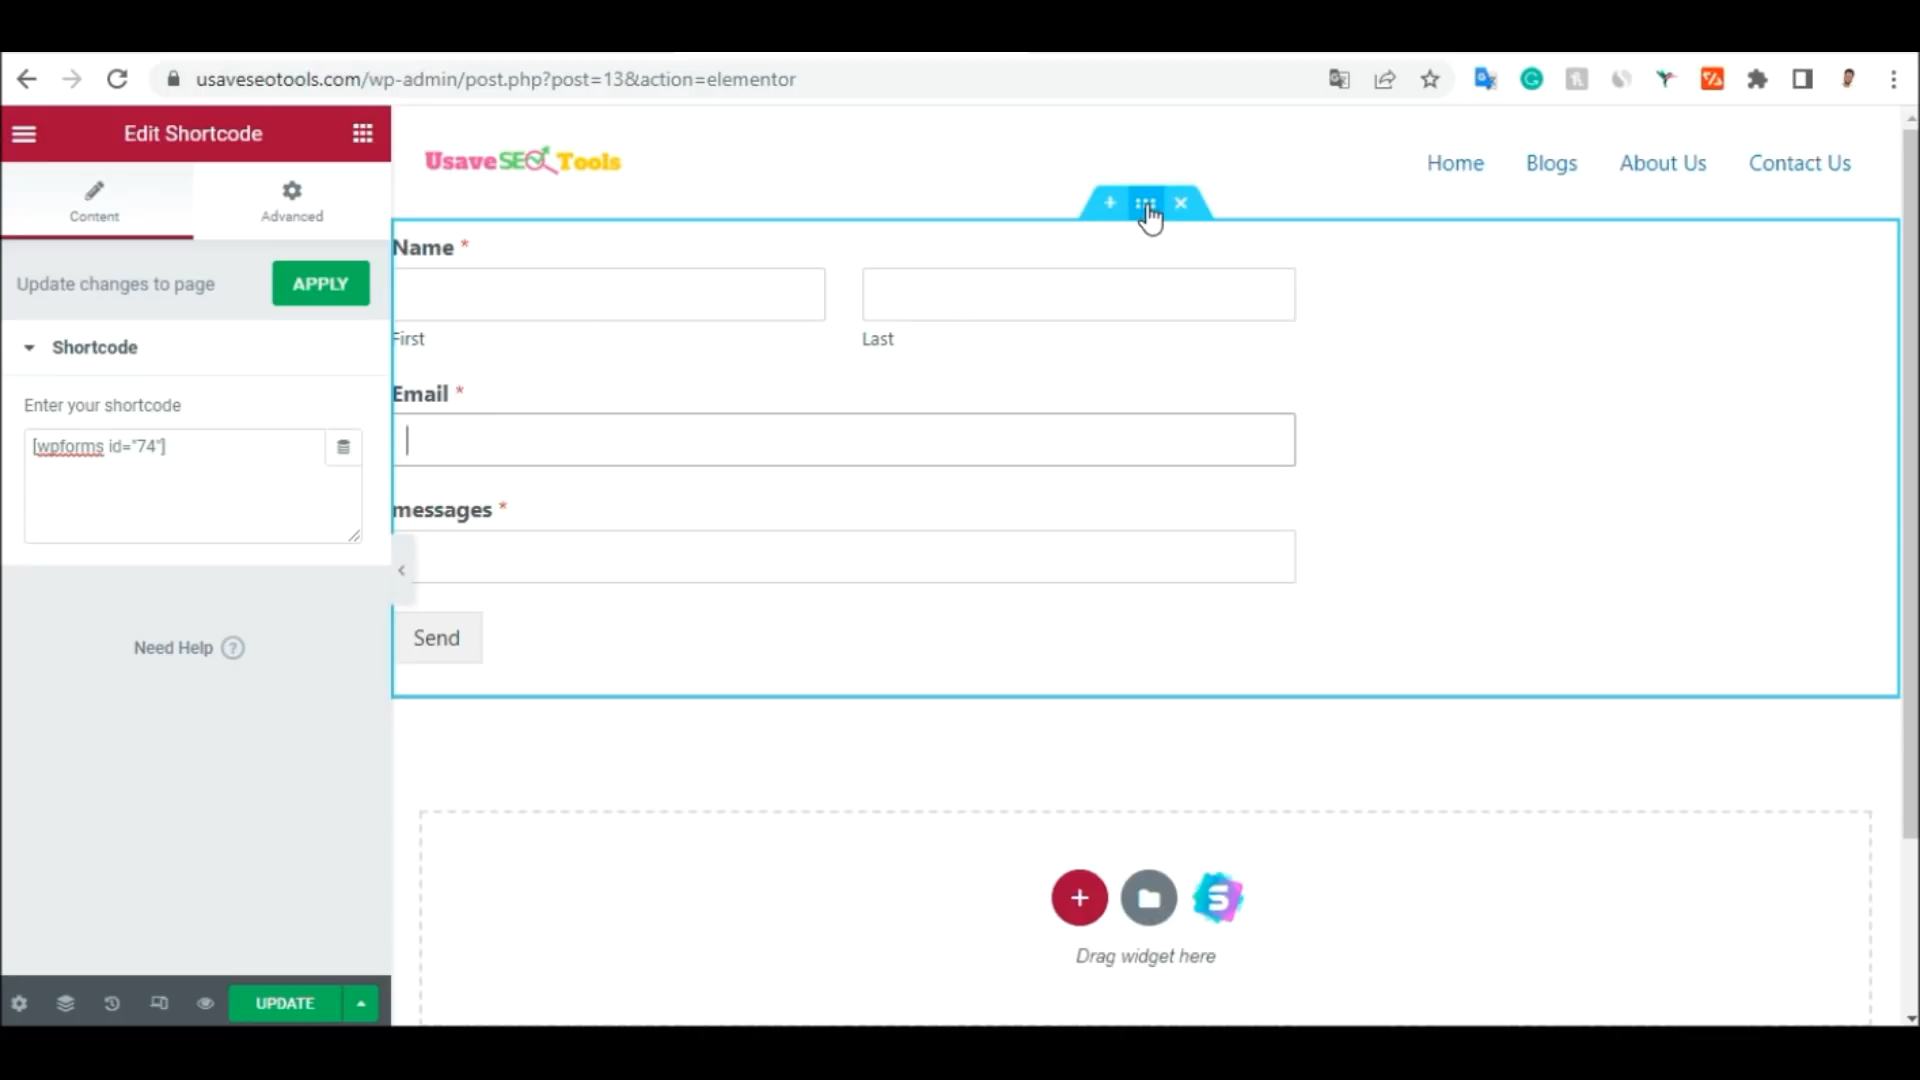 usaveseotools.com/wp-admin/post.php?post=13&action=elementor
Edit Shortcode
Content
Advanced
Update changes to page
APPLY
Shortcode
Enter your shortcode
[wpforms id="74"]
Need Help ?
UPDATE
Usave SEO Tools
Home
Blogs
About Us
Contact Us
Name *
First
Last
Email *
messages *
Send
Drag widget here